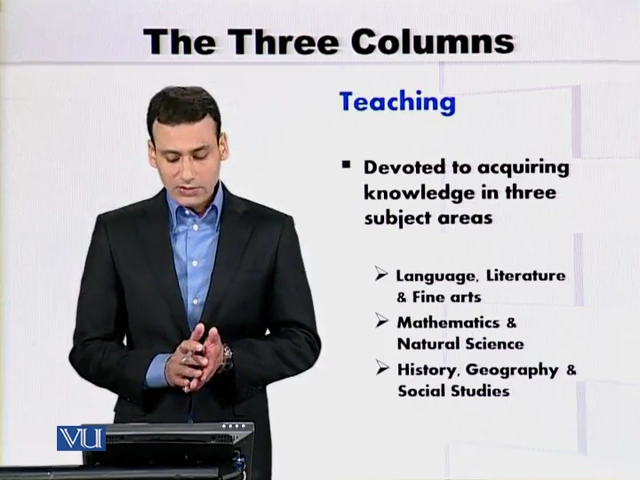 The Three Columns
Teaching
▪ Devoted to acquiring
knowledge in three
subject areas
➢ Language, Literature
& Fine arts
➢ Mathematics &
Natural Science
➢ History, Geography &
Social Studies
VU